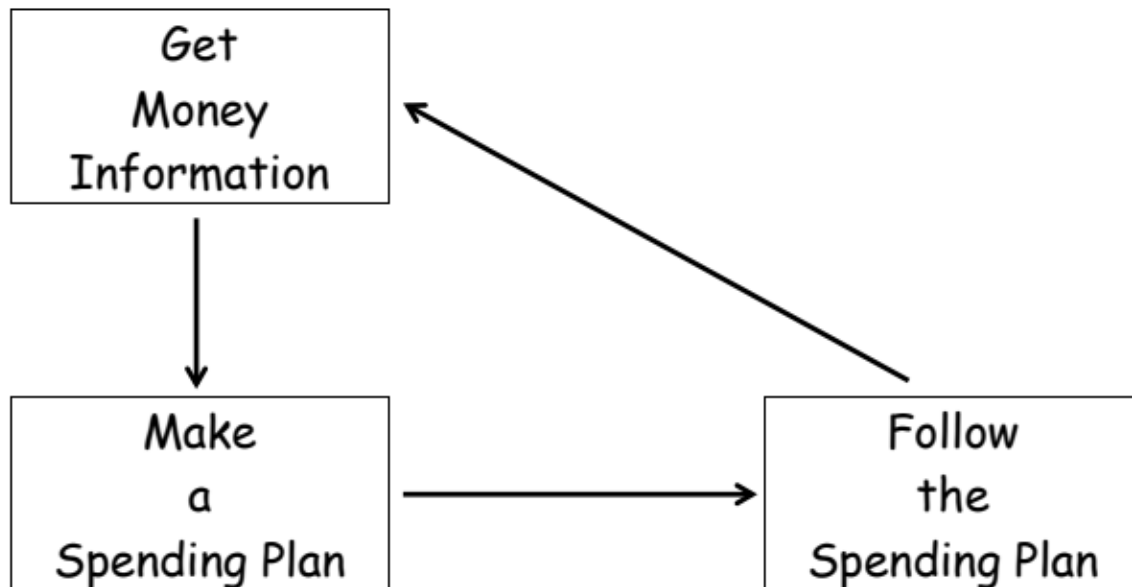 Get
Money
Information
Make
a
Spending Plan
Follow
the
Spending Plan